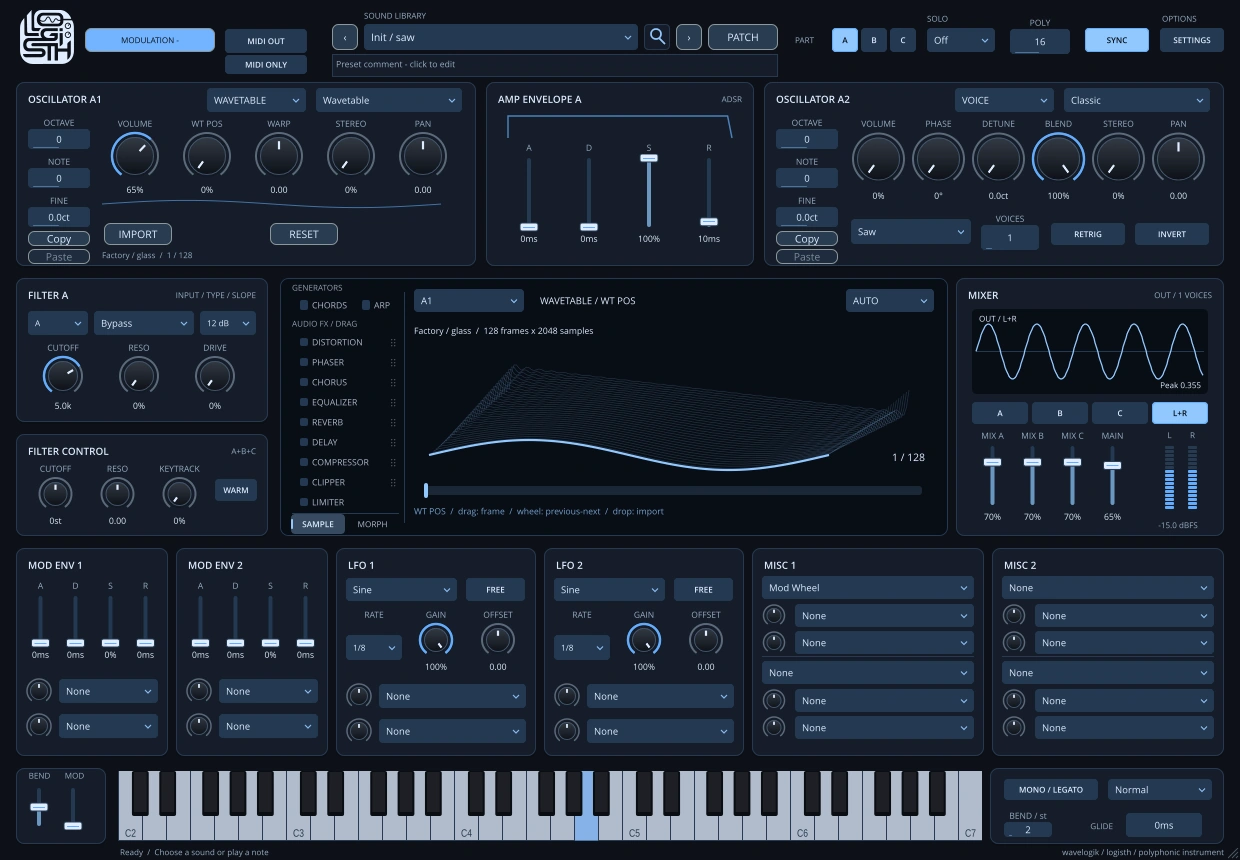 LOGISTH
SOUND LIBRARY
SOLO
POLY
OPTIONS
MODULATION -
MIDI OUT
MIDI ONLY
‹
Init / saw
›
PATCH
PART
A
B
C
Off
16
SYNC
SETTINGS
Preset comment - click to edit
OSCILLATOR A1
WAVETABLE
Wavetable
OCTAVE
0
NOTE
0
FINE
0.0ct
Copy
Paste
VOLUME
WT POS
WARP
STEREO
PAN
65%
0%
0.00
0%
0.00
IMPORT
RESET
Factory / glass / 1 / 128
AMP ENVELOPE A
ADSR
A
D
S
R
0ms
0ms
100%
10ms
OSCILLATOR A2
VOICE
Classic
OCTAVE
0
NOTE
0
FINE
0.0ct
Copy
Paste
VOLUME
PHASE
DETUNE
BLEND
STEREO
PAN
0%
0°
0.0ct
100%
0%
0.00
Saw
VOICES
1
RETRIG
INVERT
FILTER A
INPUT / TYPE / SLOPE
A
Bypass
12 dB
CUTOFF
RESO
DRIVE
5.0k
0%
0%
FILTER CONTROL
A+B+C
CUTOFF
RESO
KEYTRACK
WARM
0st
0.00
0%
GENERATORS
CHORDS
ARP
AUDIO FX / DRAG
DISTORTION
PHASER
CHORUS
EQUALIZER
REVERB
DELAY
COMPRESSOR
CLIPPER
LIMITER
SAMPLE
MORPH
A1
WAVETABLE / WT POS
AUTO
Factory / glass / 128 frames x 2048 samples
1 / 128
WT POS / drag: frame / wheel: previous-next / drop: import
MIXER
OUT / 1 VOICES
OUT / L+R
Peak 0.355
A
B
C
L+R
MIX A
MIX B
MIX C
MAIN
L
R
70%
70%
70%
65%
-15.0 dBFS
MOD ENV 1
A
D
S
R
0ms
0ms
0%
0ms
None
None
MOD ENV 2
A
D
S
R
0ms
0ms
0%
0ms
None
None
LFO 1
Sine
FREE
RATE
GAIN
OFFSET
1/8
100%
0.00
None
None
LFO 2
Sine
FREE
RATE
GAIN
OFFSET
1/8
100%
0.00
None
None
MISC 1
Mod Wheel
None
None
None
None
None
MISC 2
None
None
None
None
None
None
BEND
MOD
C2
C3
C4
C5
C6
C7
MONO / LEGATO
Normal
BEND / st
2
GLIDE
0ms
Ready / Choose a sound or play a note
wavelogik / logisth / polyphonic instrument